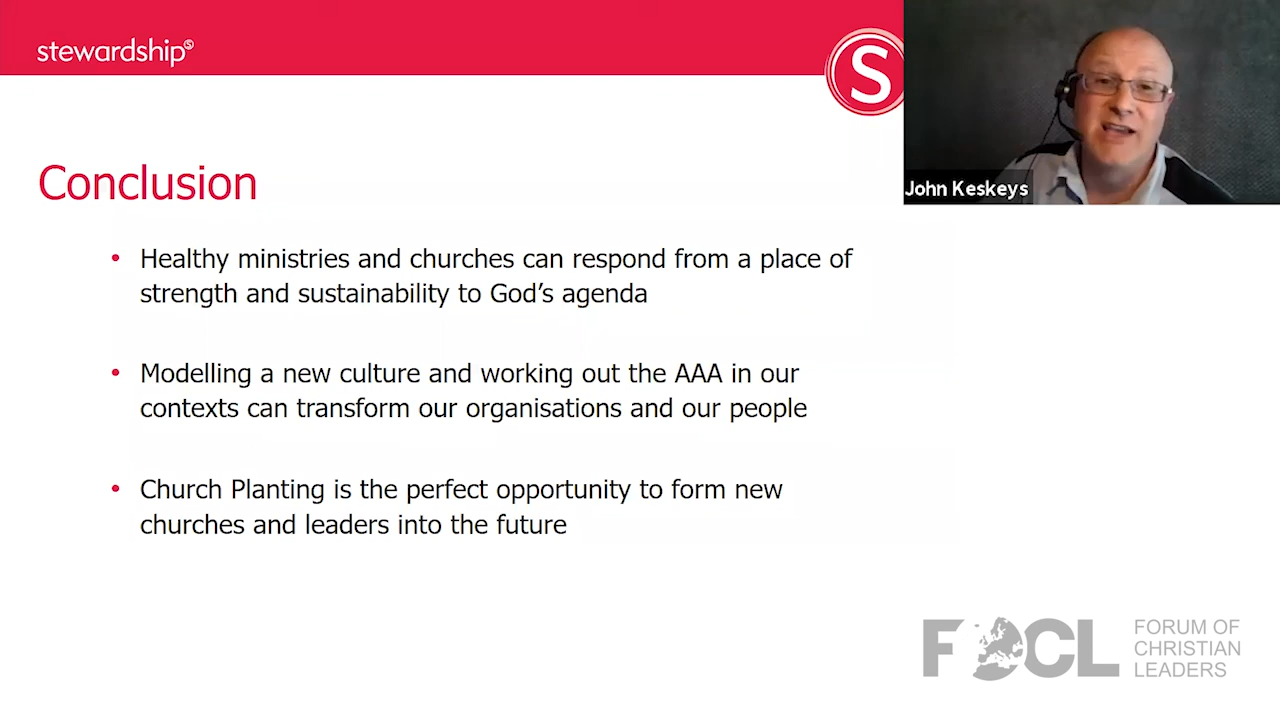 stewardship
S
John Keskeys
Conclusion
• Healthy ministries and churches can respond from a place of
strength and sustainability to God’s agenda
• Modelling a new culture and working out the AAA in our
contexts can transform our organisations and our people
• Church Planting is the perfect opportunity to form new
churches and leaders into the future
FOCL
FORUM OF
CHRISTIAN
LEADERS